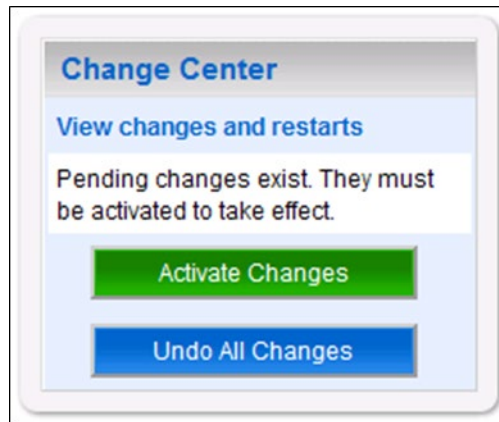 Change Center
View changes and restarts
Pending changes exist. They must
be activated to take effect.
Activate Changes
Undo All Changes